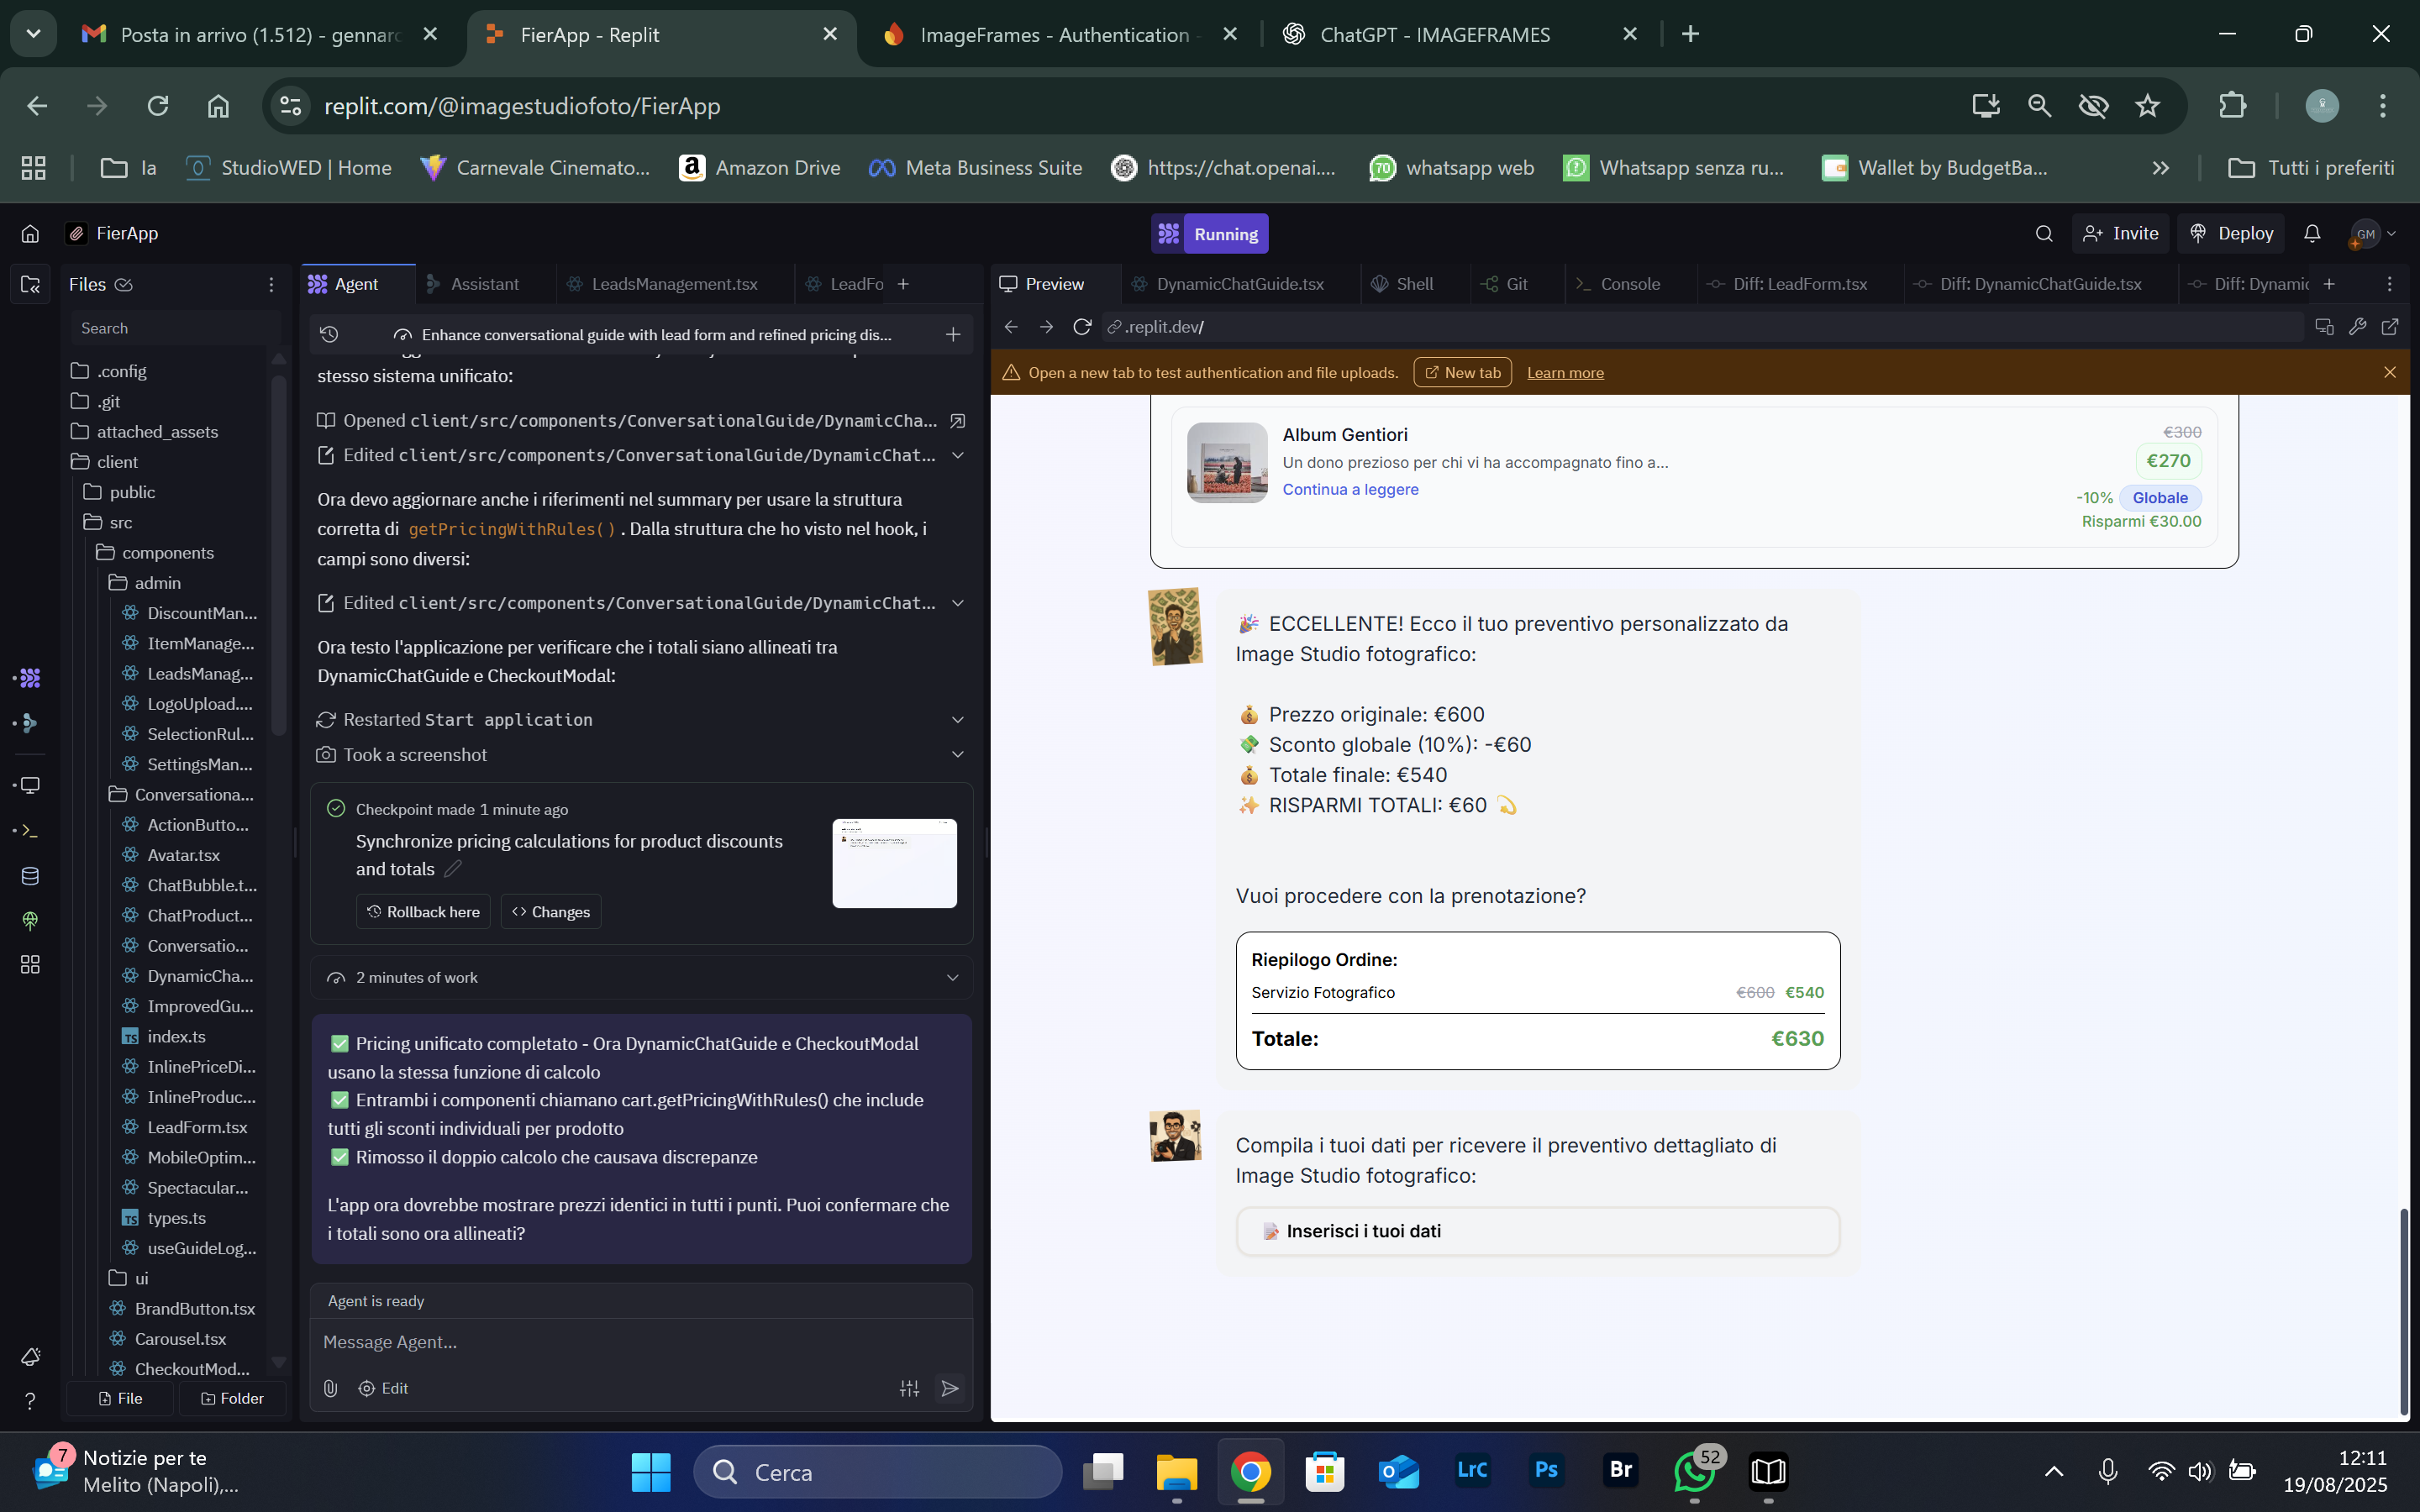 Posta in arrivo (1.512) - gennarc
FierApp - Replit
ImageFrames - Authentication -
ChatGPT - IMAGEFRAMES
replit.com/@imagestudiofoto/FierApp
Ia
StudioWED | Home
Carnevale Cinemato...
Amazon Drive
Meta Business Suite
https://chat.openai....
whatsapp web
Whatsapp senza ru...
Wallet by BudgetBa...
Tutti i preferiti
FierApp
Running
Invite
Deploy
GM
Files
Search
.config
.git
attached_assets
client
public
src
components
admin
DiscountMan...
ItemManage...
LeadsManag...
LogoUpload....
SelectionRul...
SettingsMan...
Conversationa...
ActionButto...
Avatar.tsx
ChatBubble.t...
ChatProduct...
Conversatio...
DynamicCha...
ImprovedGu...
index.ts
InlinePriceDi...
InlineProduc...
LeadForm.tsx
MobileOptim...
Spectacular...
types.ts
useGuideLog...
ui
BrandButton.tsx
Carousel.tsx
CheckoutMod...
File
Folder
Agent
Assistant
LeadsManagement.tsx
LeadFo
Enhance conversational guide with lead form and refined pricing dis...
stesso sistema unificato:
Opened client/src/components/ConversationalGuide/DynamicCha...
Edited client/src/components/ConversationalGuide/DynamicChat...
Ora devo aggiornare anche i riferimenti nel summary per usare la struttura
corretta di getPricingWithRules() . Dalla struttura che ho visto nel hook, i
campi sono diversi:
Edited client/src/components/ConversationalGuide/DynamicChat...
Ora testo l'applicazione per verificare che i totali siano allineati tra
DynamicChatGuide e CheckoutModal:
Restarted Start application
Took a screenshot
Checkpoint made 1 minute ago
Synchronize pricing calculations for product discounts
and totals
Rollback here
Changes
2 minutes of work
✅ Pricing unificato completato - Ora DynamicChatGuide e CheckoutModal
usano la stessa funzione di calcolo
✅ Entrambi i componenti chiamano cart.getPricingWithRules() che include
tutti gli sconti individuali per prodotto
✅ Rimosso il doppio calcolo che causava discrepanze
L'app ora dovrebbe mostrare prezzi identici in tutti i punti. Puoi confermare che
i totali sono ora allineati?
Agent is ready
Message Agent...
Edit
Preview
DynamicChatGuide.tsx
Shell
Git
Console
Diff: LeadForm.tsx
Diff: DynamicChatGuide.tsx
Diff: Dynamic
.replit.dev/
Open a new tab to test authentication and file uploads.
New tab
Learn more
Album Gentiori
Un dono prezioso per chi vi ha accompagnato fino a...
Continua a leggere
€300
€270
-10% Globale
Risparmi €30.00
🎉 ECCELLENTE! Ecco il tuo preventivo personalizzato da
Image Studio fotografico:
💰 Prezzo originale: €600
💸 Sconto globale (10%): -€60
💰 Totale finale: €540
✨ RISPARMI TOTALI: €60 💫
Vuoi procedere con la prenotazione?
Riepilogo Ordine:
Servizio Fotografico €600 €540
Totale: €630
Compila i tuoi dati per ricevere il preventivo dettagliato di
Image Studio fotografico:
📝 Inserisci i tuoi dati
7
Notizie per te
Melito (Napoli),...
Cerca
LrC
Ps
Br
52
12:11
19/08/2025